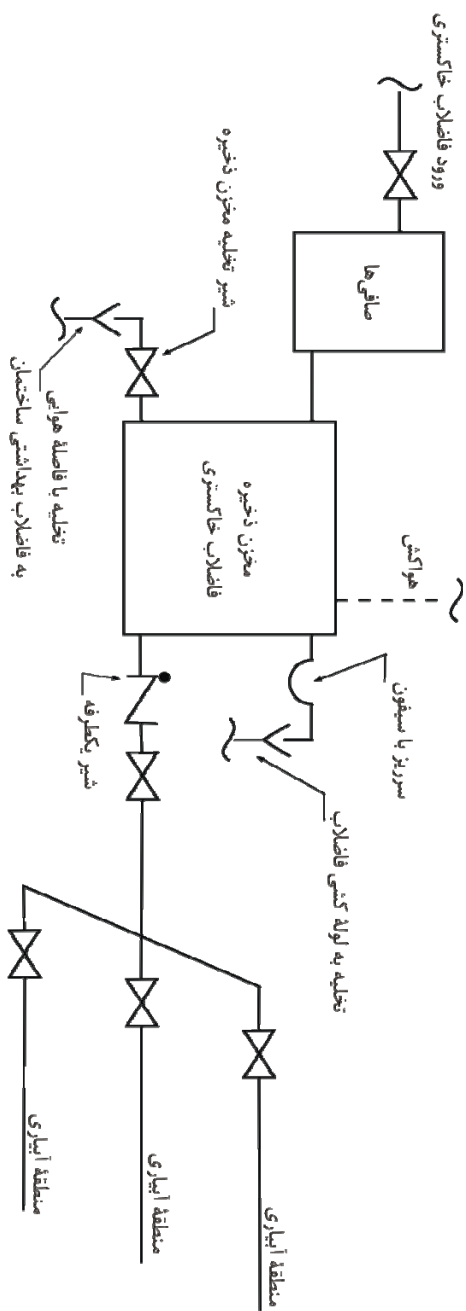 ورود فاضلاب خاکستری
صافی‌ها
شیر تخلیه مخزن ذخیره
تخلیه با فاصلهٔ هوایی
به فاضلاب بهداشتی ساختمان
مخزن ذخیره
فاضلاب خاکستری
هواکش
سرریز با سیفون
تخلیه به لولهٔ کشی فاضلاب
شیر یکطرفه
منطقهٔ آبیاری
منطقهٔ آبیاری
منطقهٔ آبیاری